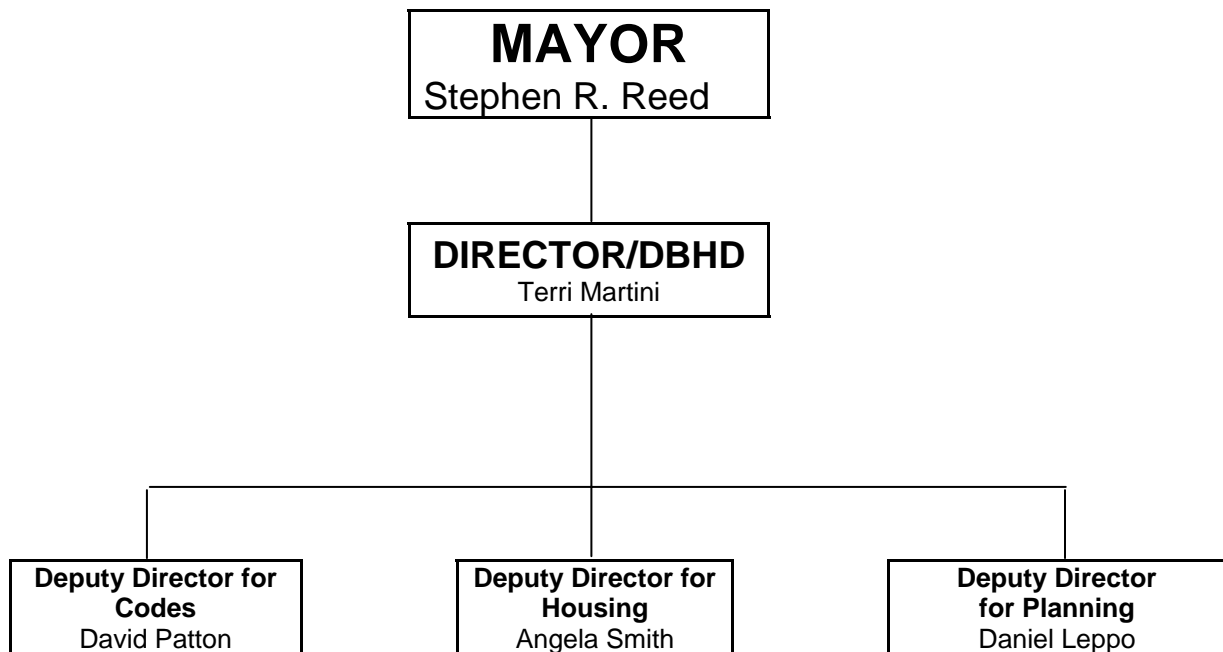 MAYOR
Stephen R. Reed
DIRECTOR/DBHD
Terri Martini
Deputy Director for
Codes
David Patton
Deputy Director for
Housing
Angela Smith
Deputy Director
for Planning
Daniel Leppo